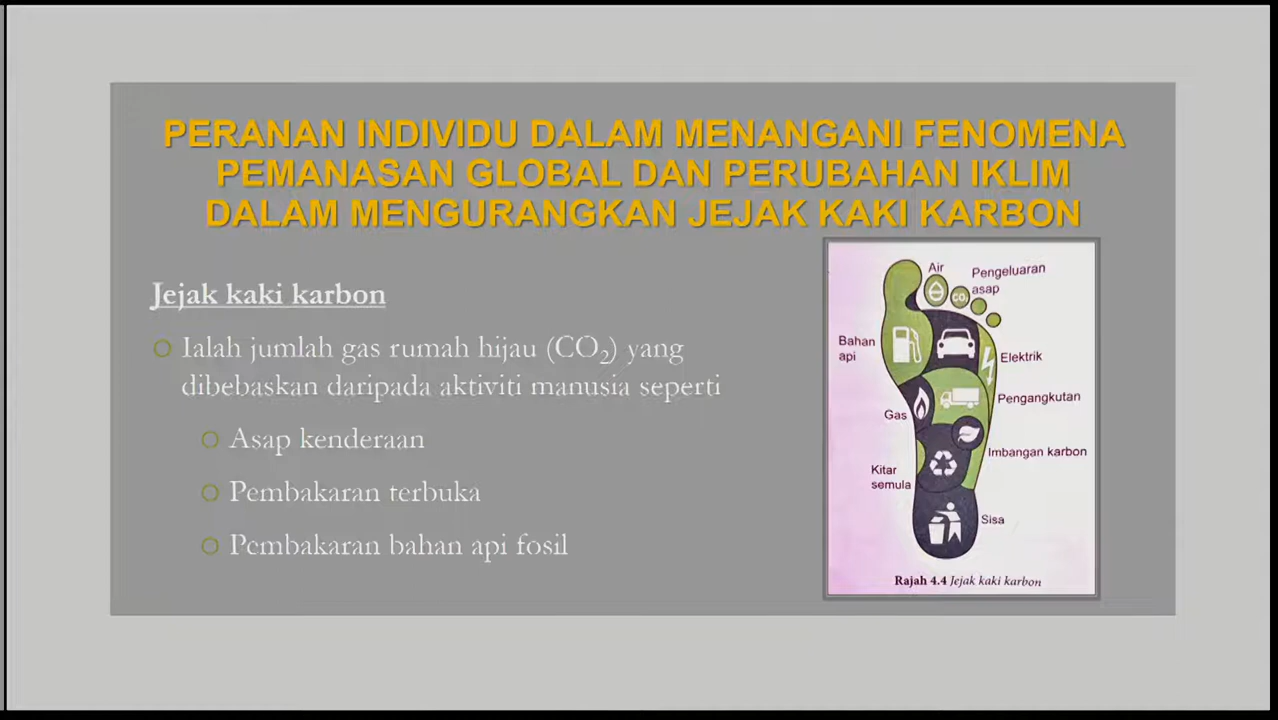 PERANAN INDIVIDU DALAM MENANGANI FENOMENA
PEMANASAN GLOBAL DAN PERUBAHAN IKLIM
DALAM MENGURANGKAN JEJAK KAKI KARBON
Jejak kaki karbon
Ialah jumlah gas rumah hijau (CO₂) yang
dibebaskan daripada aktiviti manusia seperti
Asap kenderaan
Pembakaran terbuka
Pembakaran bahan api fosil
Air
Pengeluaran
asap
CO₂
Bahan
api
Elektrik
Pengangkutan
Gas
Imbangan karbon
Kitar
semula
Sisa
Rajah 4.4 Jejak kaki karbon